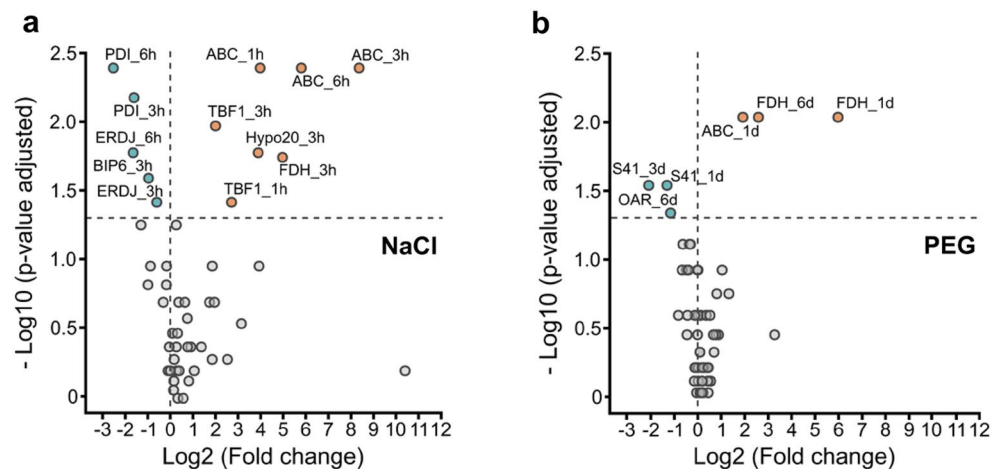 a
b
2.5
2.0
1.5
1.0
0.5
0
- Log10 (p-value adjusted)
PDI_6h
ABC_1h
ABC_3h
ABC_6h
PDI_3h
TBF1_3h
ERDJ_6h
Hypo20_3h
BIP6_3h
FDH_3h
ERDJ_3h
TBF1_1h
NaCl
-3 -2 -1 0 1 2 3 4 5 6 7 8 9 10 11 12
Log2 (Fold change)
2.5
2.0
1.5
1.0
0.5
0
- Log10 (p-value adjusted)
FDH_6d
FDH_1d
ABC_1d
S41_3d
S41_1d
OAR_6d
PEG
-3 -2 -1 0 1 2 3 4 5 6 7 8 9 10 11 12
Log2 (Fold change)